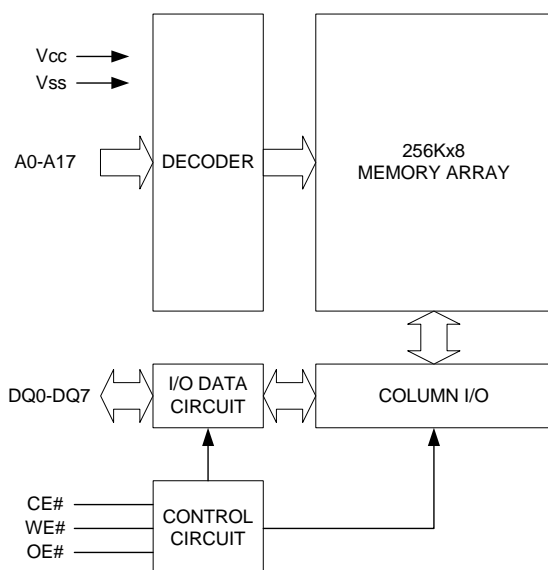 Vcc
Vss
A0-A17
DECODER
256Kx8
MEMORY ARRAY
DQ0-DQ7
I/O DATA
CIRCUIT
COLUMN I/O
CE#
WE#
OE#
CONTROL
CIRCUIT